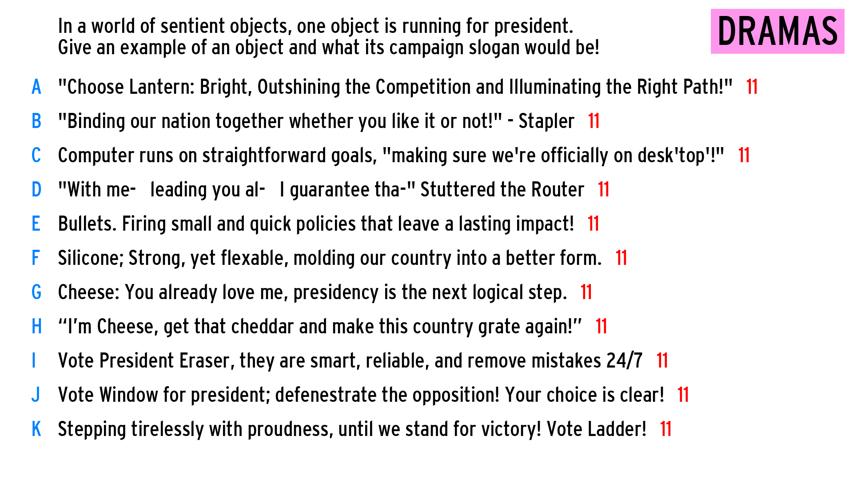 In a world of sentient objects, one object is running for president.
Give an example of an object and what its campaign slogan would be!
DRAMAS
A "Choose Lantern: Bright, Outshining the Competition and Illuminating the Right Path!" 11
B "Binding our nation together whether you like it or not!" - Stapler 11
C Computer runs on straightforward goals, "making sure we're officially on desk'top'!" 11
D "With me-   leading you al-   I guarantee tha-" Stuttered the Router 11
E Bullets. Firing small and quick policies that leave a lasting impact! 11
F Silicone; Strong, yet flexable, molding our country into a better form. 11
G Cheese: You already love me, presidency is the next logical step. 11
H “I’m Cheese, get that cheddar and make this country grate again!” 11
I Vote President Eraser, they are smart, reliable, and remove mistakes 24/7 11
J Vote Window for president; defenestrate the opposition! Your choice is clear! 11
K Stepping tirelessly with proudness, until we stand for victory! Vote Ladder! 11